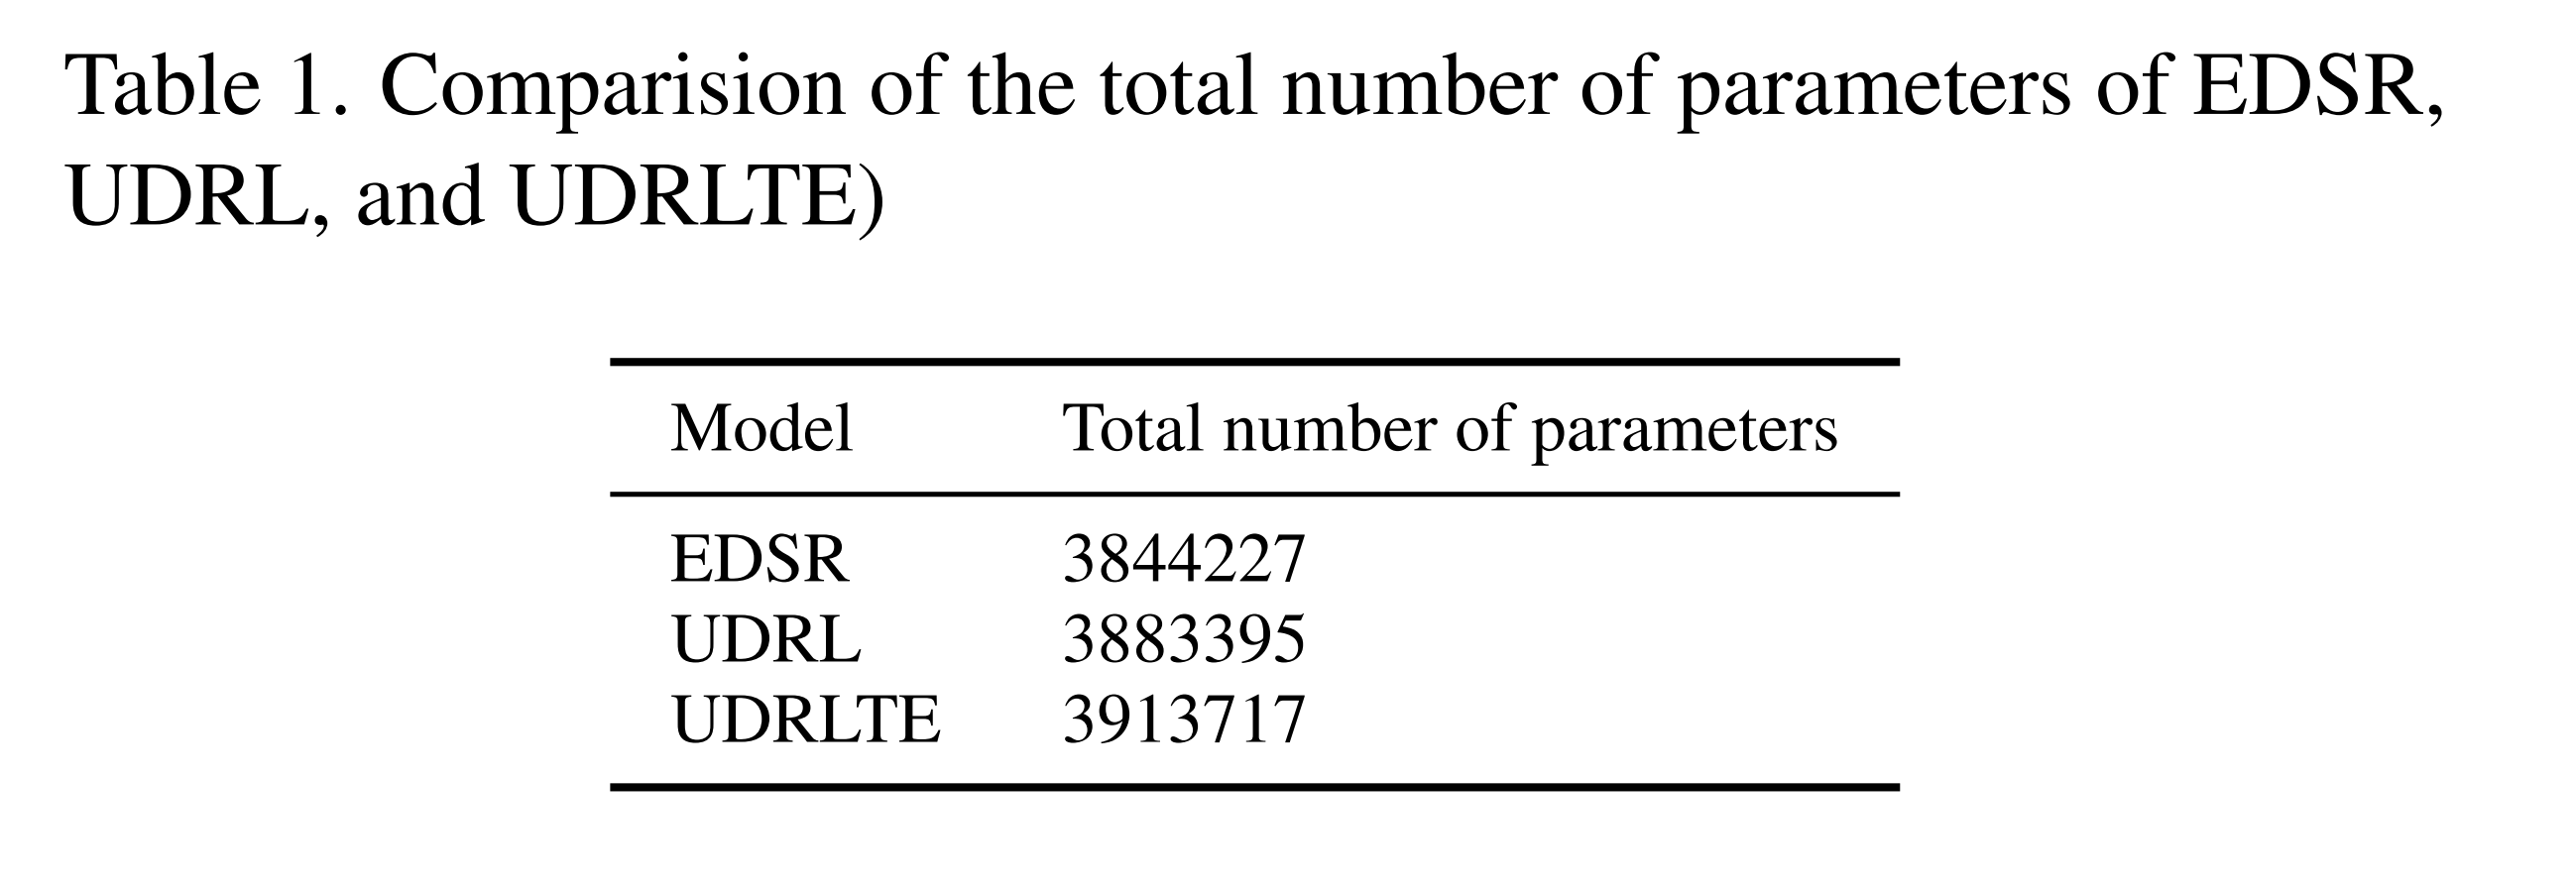 Table 1. Comparision of the total number of parameters of EDSR,
UDRL, and UDRLTE)
Model Total number of parameters
EDSR 3844227
UDRL 3883395
UDRLTE 3913717